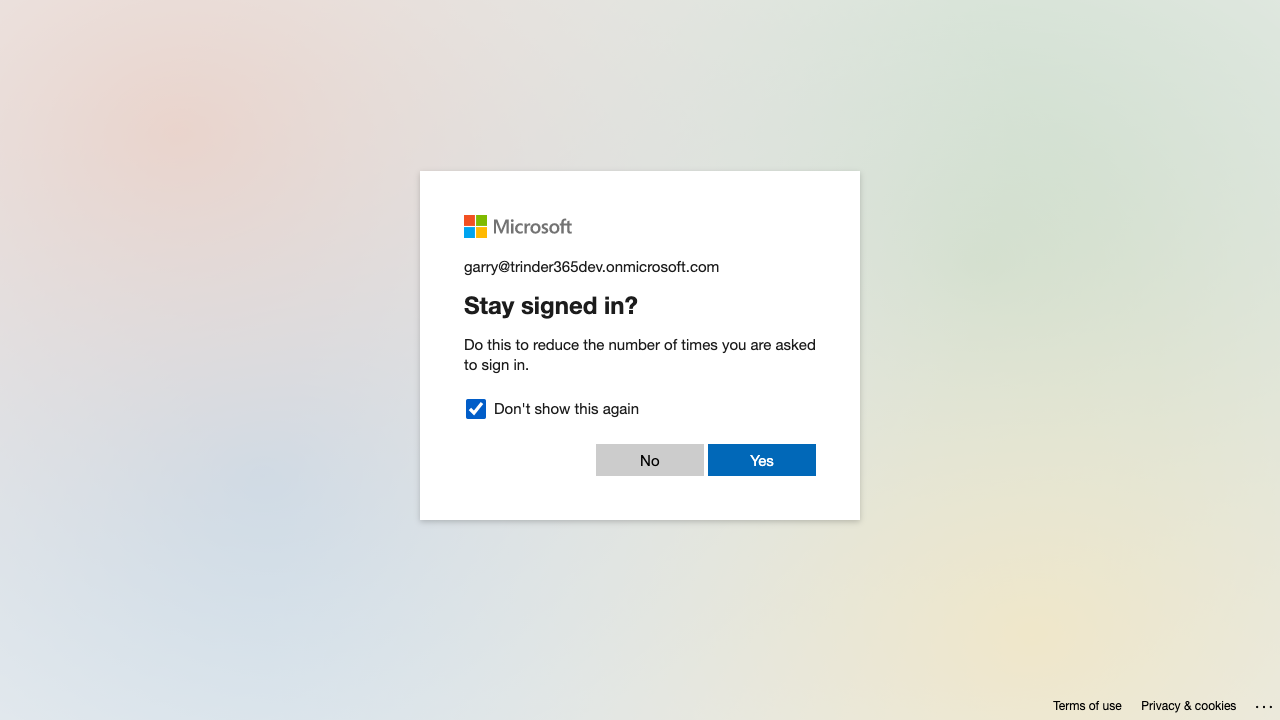 Microsoft
garry@trinder365dev.onmicrosoft.com
Stay signed in?
Do this to reduce the number of times you are asked
to sign in.
Don't show this again
No Yes
Terms of use Privacy & cookies ...